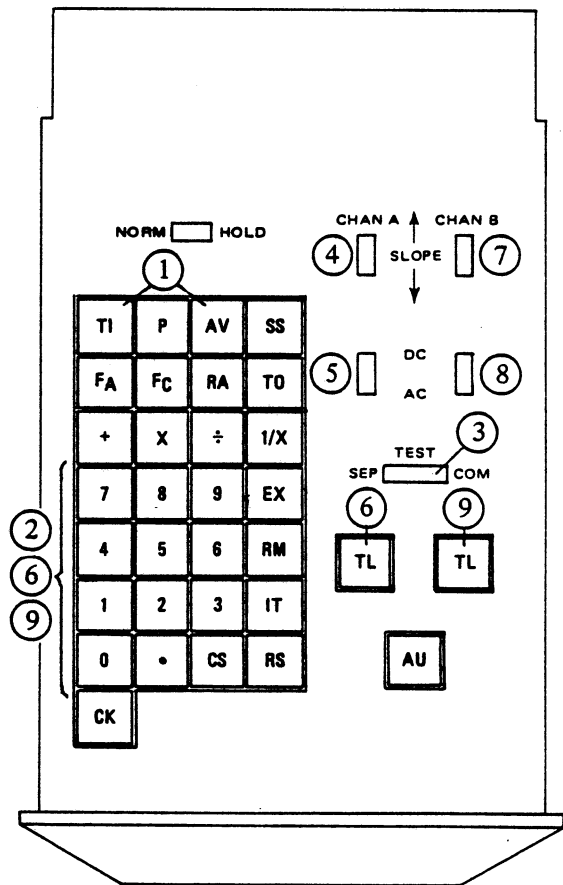 CHAN A CHAN B
NORM HOLD
4 SLOPE 7
1
TI P AV SS
FA FC RA TO
5 DC 8
AC
+ X ÷ 1/X
TEST 3
SEP COM
7 8 9 EX
6 9
2
4 5 6 RM
TL TL
6
1 2 3 IT
9
0 • CS RS
AU
CK